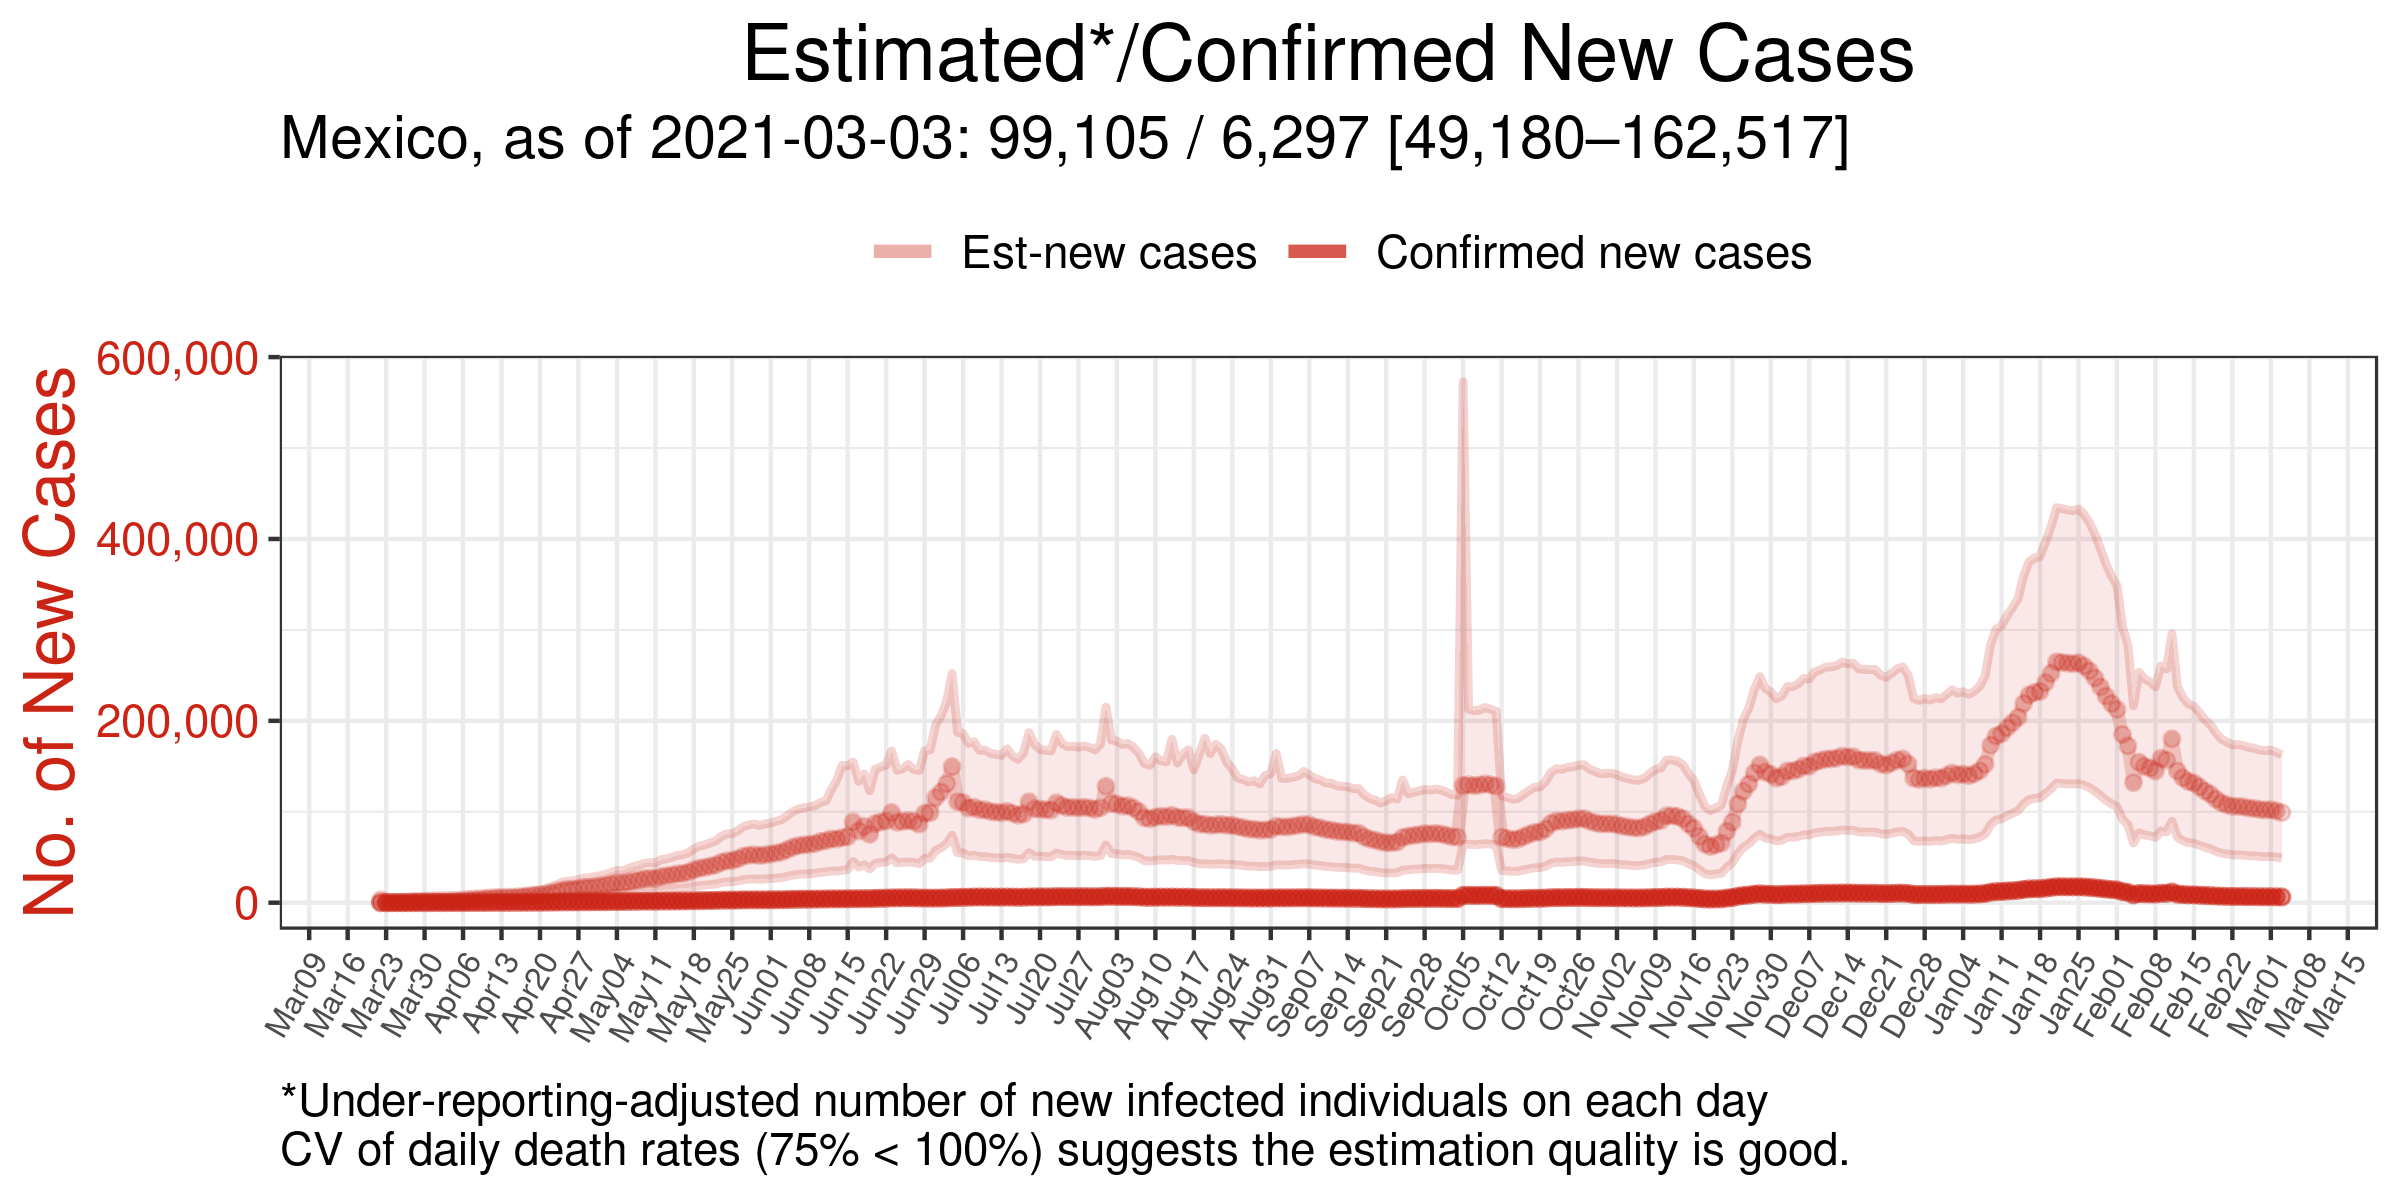 Estimated*/Confirmed New Cases
Mexico, as of 2021-03-03: 99,105 / 6,297 [49,180–162,517]
Est-new cases
Confirmed new cases
No. of New Cases
600,000
400,000
200,000
0
Mar09
Mar16
Mar23
Mar30
Apr06
Apr13
Apr20
Apr27
May04
May11
May18
May25
Jun01
Jun08
Jun15
Jun22
Jun29
Jul06
Jul13
Jul20
Jul27
Aug03
Aug10
Aug17
Aug24
Aug31
Sep07
Sep14
Sep21
Sep28
Oct05
Oct12
Oct19
Oct26
Nov02
Nov09
Nov16
Nov23
Nov30
Dec07
Dec14
Dec21
Dec28
Jan04
Jan11
Jan18
Jan25
Feb01
Feb08
Feb15
Feb22
Mar01
Mar08
Mar15
*Under-reporting-adjusted number of new infected individuals on each day
CV of daily death rates (75% < 100%) suggests the estimation quality is good.